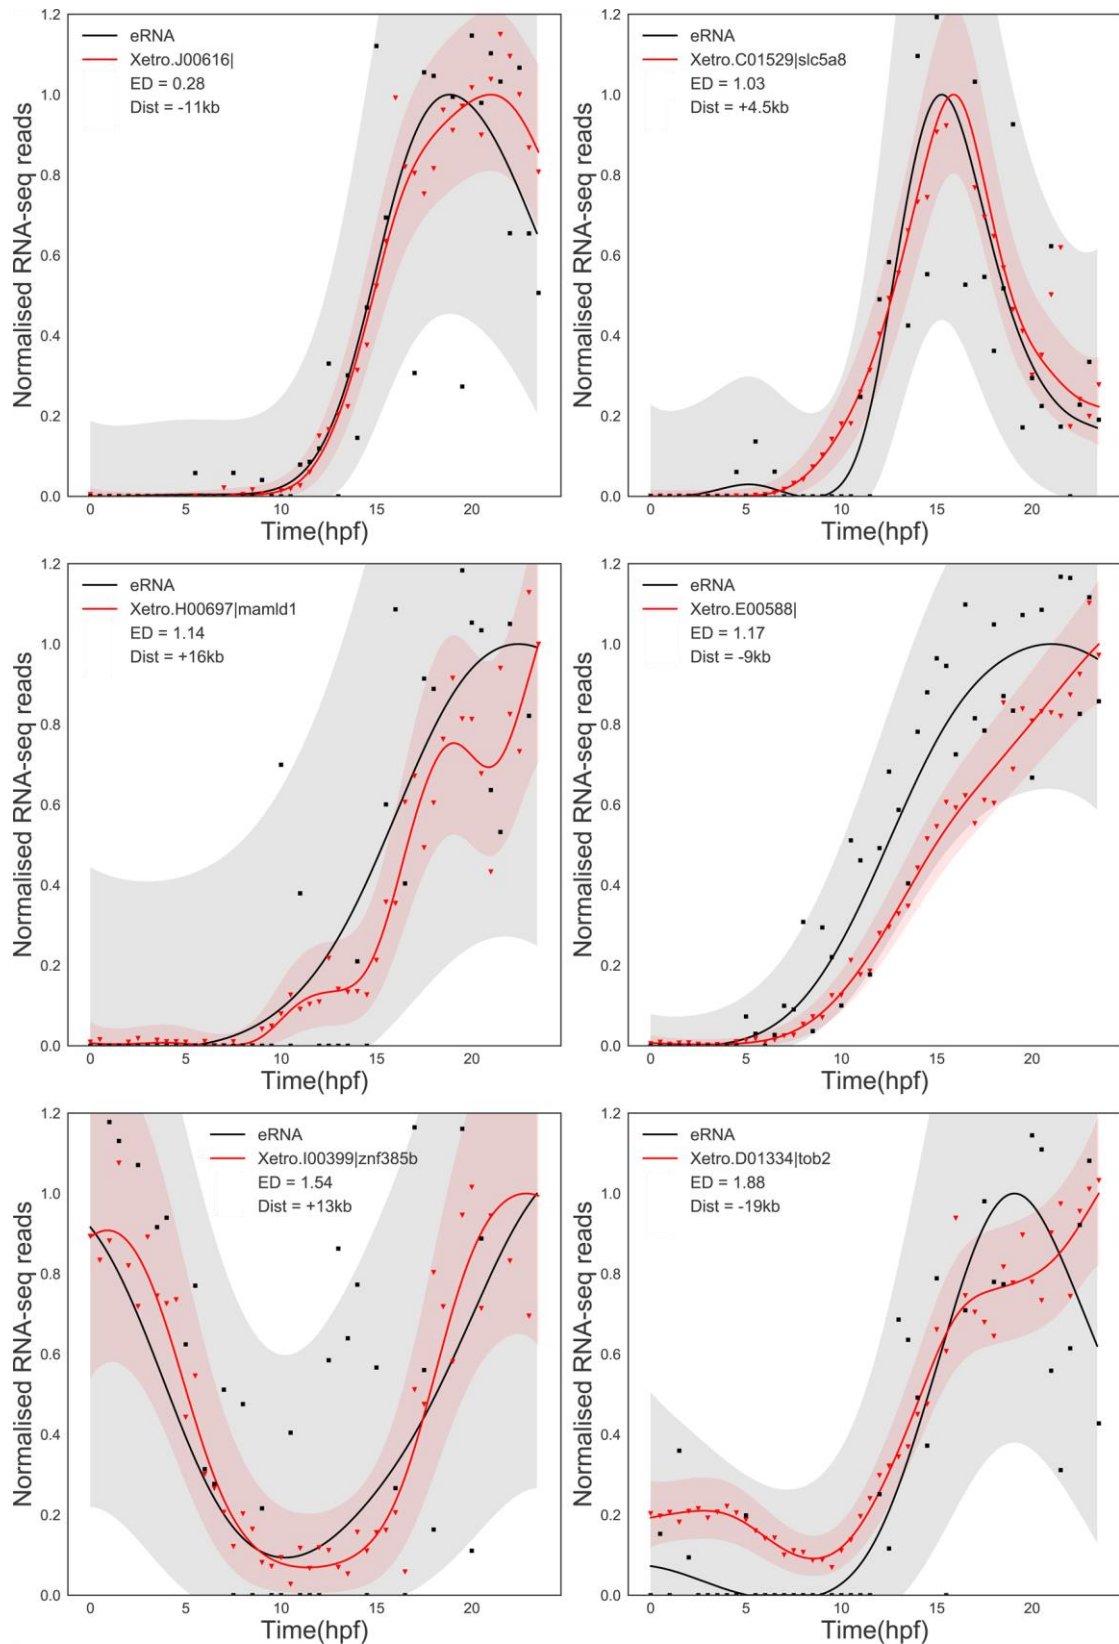 1.2
1.0
0.8
0.6
0.4
0.2
0.0
Normalised RNA-seq reads
eRNA
Xetro.J00616|
ED = 0.28
Dist = -11kb
0 5 10 15 20
Time(hpf)
1.2
1.0
0.8
0.6
0.4
0.2
0.0
Normalised RNA-seq reads
eRNA
Xetro.C01529|slc5a8
ED = 1.03
Dist = +4.5kb
0 5 10 15 20
Time(hpf)
1.2
1.0
0.8
0.6
0.4
0.2
0.0
Normalised RNA-seq reads
eRNA
Xetro.H00697|mamld1
ED = 1.14
Dist = +16kb
0 5 10 15 20
Time(hpf)
1.2
1.0
0.8
0.6
0.4
0.2
0.0
Normalised RNA-seq reads
eRNA
Xetro.E00588|
ED = 1.17
Dist = -9kb
0 5 10 15 20
Time(hpf)
1.2
1.0
0.8
0.6
0.4
0.2
0.0
Normalised RNA-seq reads
eRNA
Xetro.I00399|znf385b
ED = 1.54
Dist = +13kb
0 5 10 15 20
Time(hpf)
1.2
1.0
0.8
0.6
0.4
0.2
0.0
Normalised RNA-seq reads
eRNA
Xetro.D01334|tob2
ED = 1.88
Dist = -19kb
0 5 10 15 20
Time(hpf)